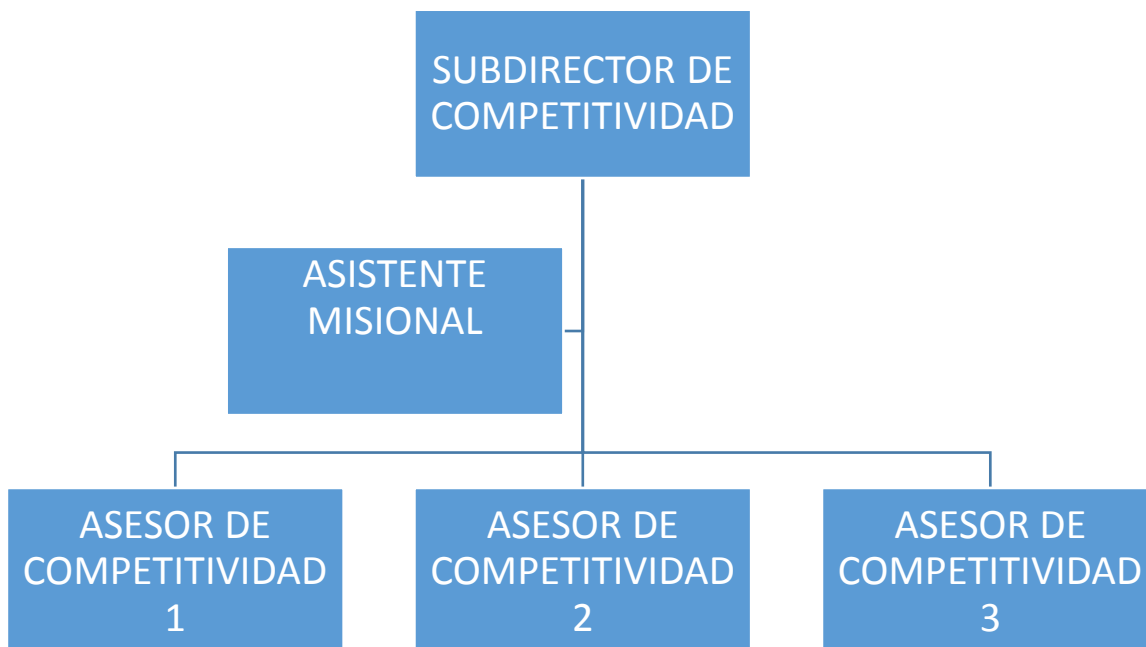 SUBDIRECTOR DE
COMPETITIVIDAD
ASISTENTE
MISIONAL
ASESOR DE
COMPETITIVIDAD
1
ASESOR DE
COMPETITIVIDAD
2
ASESOR DE
COMPETITIVIDAD
3